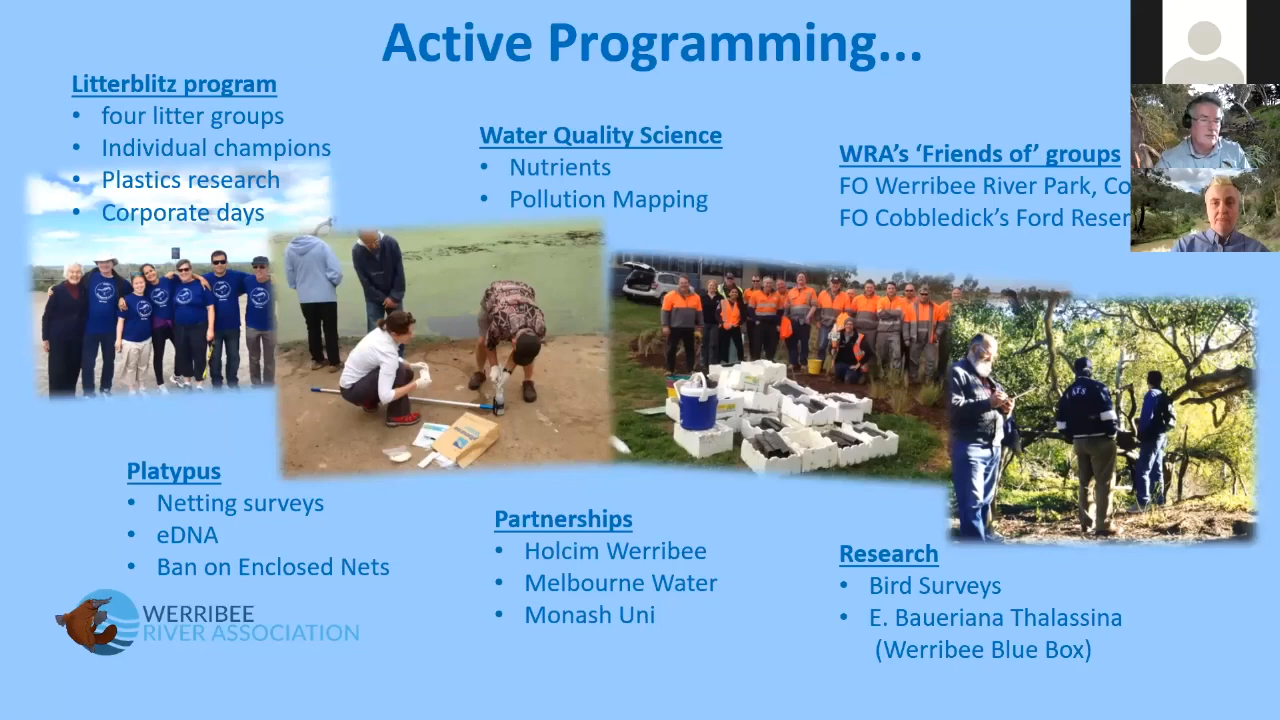 Active Programming...
Litterblitz program
• four litter groups
• Individual champions
• Plastics research
• Corporate days
Water Quality Science
• Nutrients
• Pollution Mapping
WRA's 'Friends of' groups
FO Werribee River Park, Co
FO Cobbledick's Ford Reser
Platypus
• Netting surveys
• eDNA
• Ban on Enclosed Nets
Partnerships
• Holcim Werribee
• Melbourne Water
• Monash Uni
Research
• Bird Surveys
• E. Baueriana Thalassina
(Werribee Blue Box)
WERRIBEE
RIVER ASSOCIATION